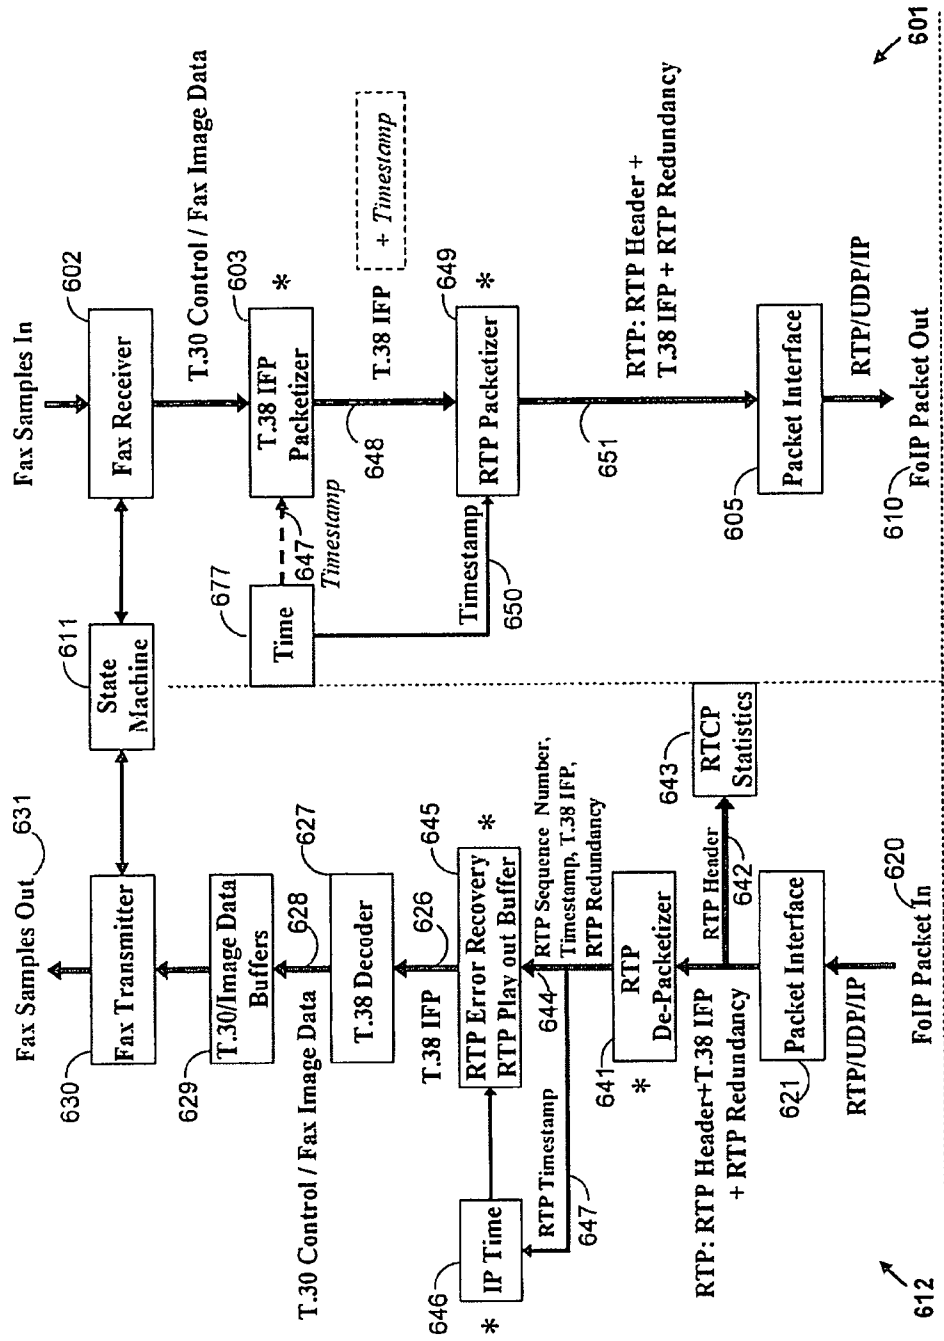 Fax Samples In
602
Fax Receiver
T.30 Control / Fax Image Data
603
T.38 IFP
Packetizer
*
677
Time
647
Timestamp
648
T.38 IFP
+ Timestamp
649
RTP Packetizer
*
Timestamp
650
651
RTP: RTP Header +
T.38 IFP + RTP Redundancy
605
Packet Interface
RTP/UDP/IP
610
FoIP Packet Out
601
611
State
Machine
Fax Samples Out
631
630
Fax Transmitter
629
T.30/Image Data
Buffers
628
T.30 Control / Fax Image Data
627
T.38 Decoder
626
T.38 IFP
645
RTP Error Recovery
RTP Play out Buffer
*
646
IP Time
*
RTP Timestamp
647
644
RTP Sequence Number,
Timestamp, T.38 IFP,
RTP Redundancy
641
RTP
De-Packetizer
*
643
RTCP
Statistics
RTP Header
642
RTP: RTP Header+T.38 IFP
+ RTP Redundancy
621
Packet Interface
RTP/UDP/IP
620
FoIP Packet In
612